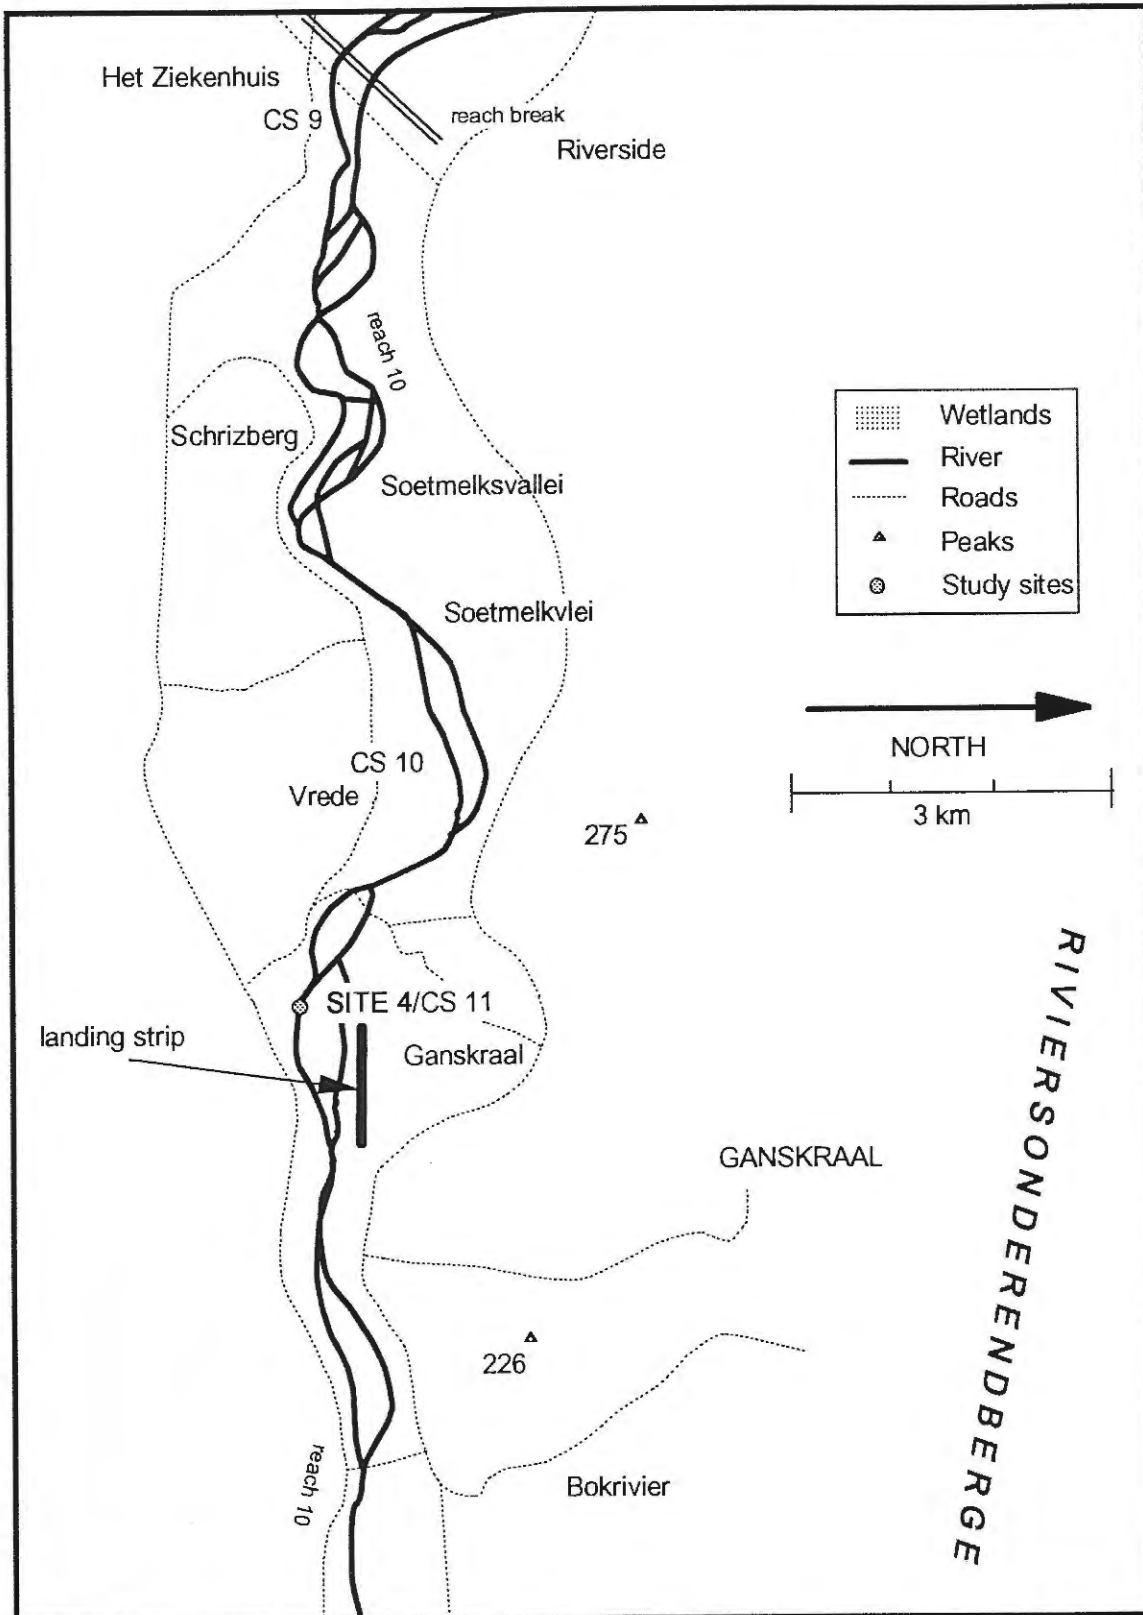 Het Ziekenhuis
CS 9
reach break
Riverside
reach 10
Schrizberg
Soetmelksvallei
Soetmelkvlei
Wetlands
River
Roads
Peaks
Study sites
NORTH
3 km
CS 10
Vrede
275
SITE 4/CS 11
landing strip
Ganskraal
GANSKRAAL
RIVIERSONDERENDBERGE
226
reach 10
Bokrivier